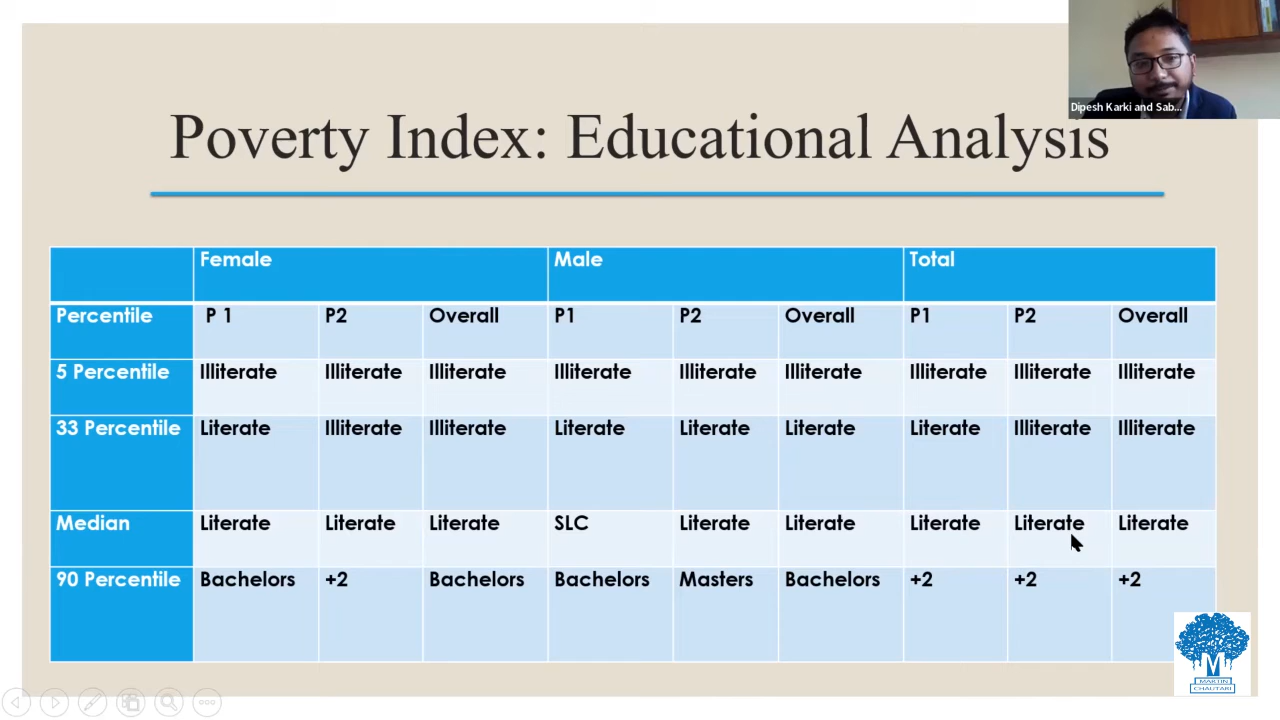 Dipesh Karki and Sab...
Poverty Index: Educational Analysis
Female Male Total
Percentile P 1 P2 Overall P1 P2 Overall P1 P2 Overall
5 Percentile Illiterate Illiterate Illiterate Illiterate Illiterate Illiterate Illiterate Illiterate Illiterate
33 Percentile Literate Illiterate Illiterate Literate Literate Literate Literate Illiterate Illiterate
Median Literate Literate Literate SLC Literate Literate Literate Literate Literate
90 Percentile Bachelors +2 Bachelors Bachelors Masters Bachelors +2 +2 +2
M
MARTIN
CHAUTARI